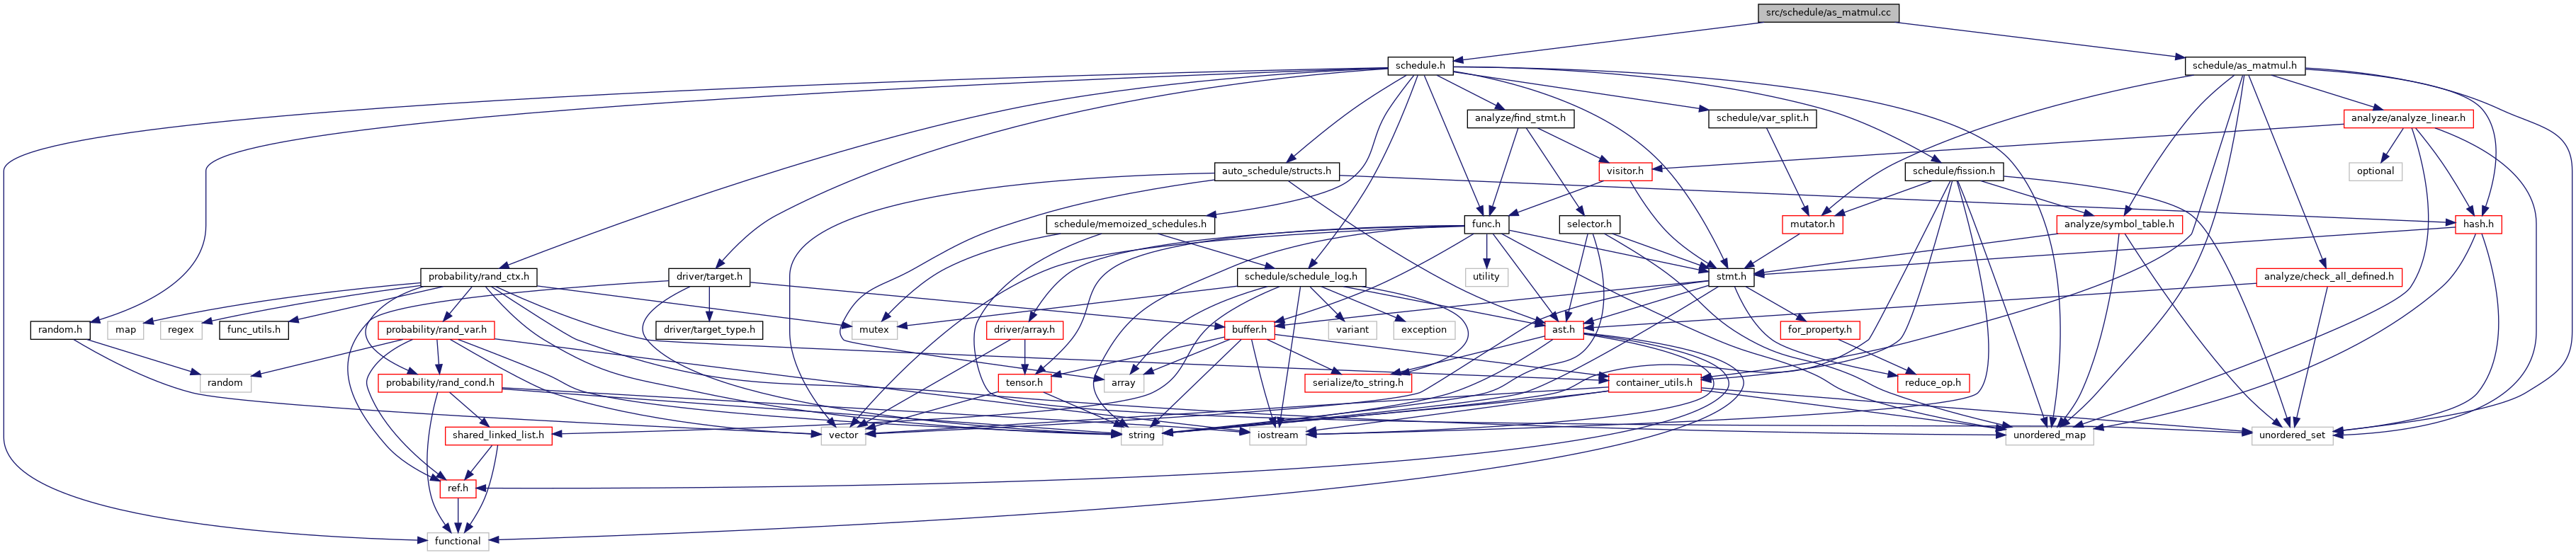 src/schedule/as_matmul.cc
schedule.h
schedule/as_matmul.h
analyze/find_stmt.h
schedule/var_split.h
analyze/analyze_linear.h
auto_schedule/structs.h
visitor.h
schedule/fission.h
optional
schedule/memoized_schedules.h
func.h
selector.h
mutator.h
analyze/symbol_table.h
hash.h
probability/rand_ctx.h
driver/target.h
schedule/schedule_log.h
utility
stmt.h
analyze/check_all_defined.h
random.h
map
regex
func_utils.h
probability/rand_var.h
driver/target_type.h
mutex
driver/array.h
buffer.h
variant
exception
ast.h
for_property.h
random
probability/rand_cond.h
array
tensor.h
serialize/to_string.h
container_utils.h
reduce_op.h
shared_linked_list.h
vector
string
iostream
unordered_map
unordered_set
ref.h
functional